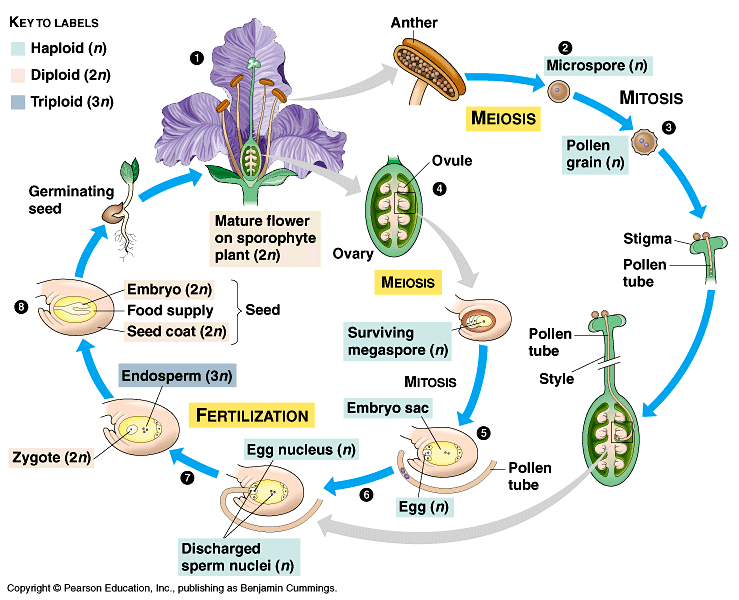 KEY TO LABELS
Haploid (n)
Diploid (2n)
Triploid (3n)
1
Anther
2
Microspore (n)
MEIOSIS
MITOSIS
3
Pollen
grain (n)
Ovule
4
Germinating
seed
Mature flower
on sporophyte
plant (2n)
Ovary
Stigma
Pollen
tube
MEIOSIS
8
Embryo (2n)
Food supply
Seed coat (2n)
Seed
Surviving
megaspore (n)
Pollen
tube
Style
MITOSIS
Endosperm (3n)
FERTILIZATION
Embryo sac
5
Zygote (2n)
Egg nucleus (n)
Pollen
tube
7
6
Egg (n)
Discharged
sperm nuclei (n)
Copyright © Pearson Education, Inc., publishing as Benjamin Cummings.